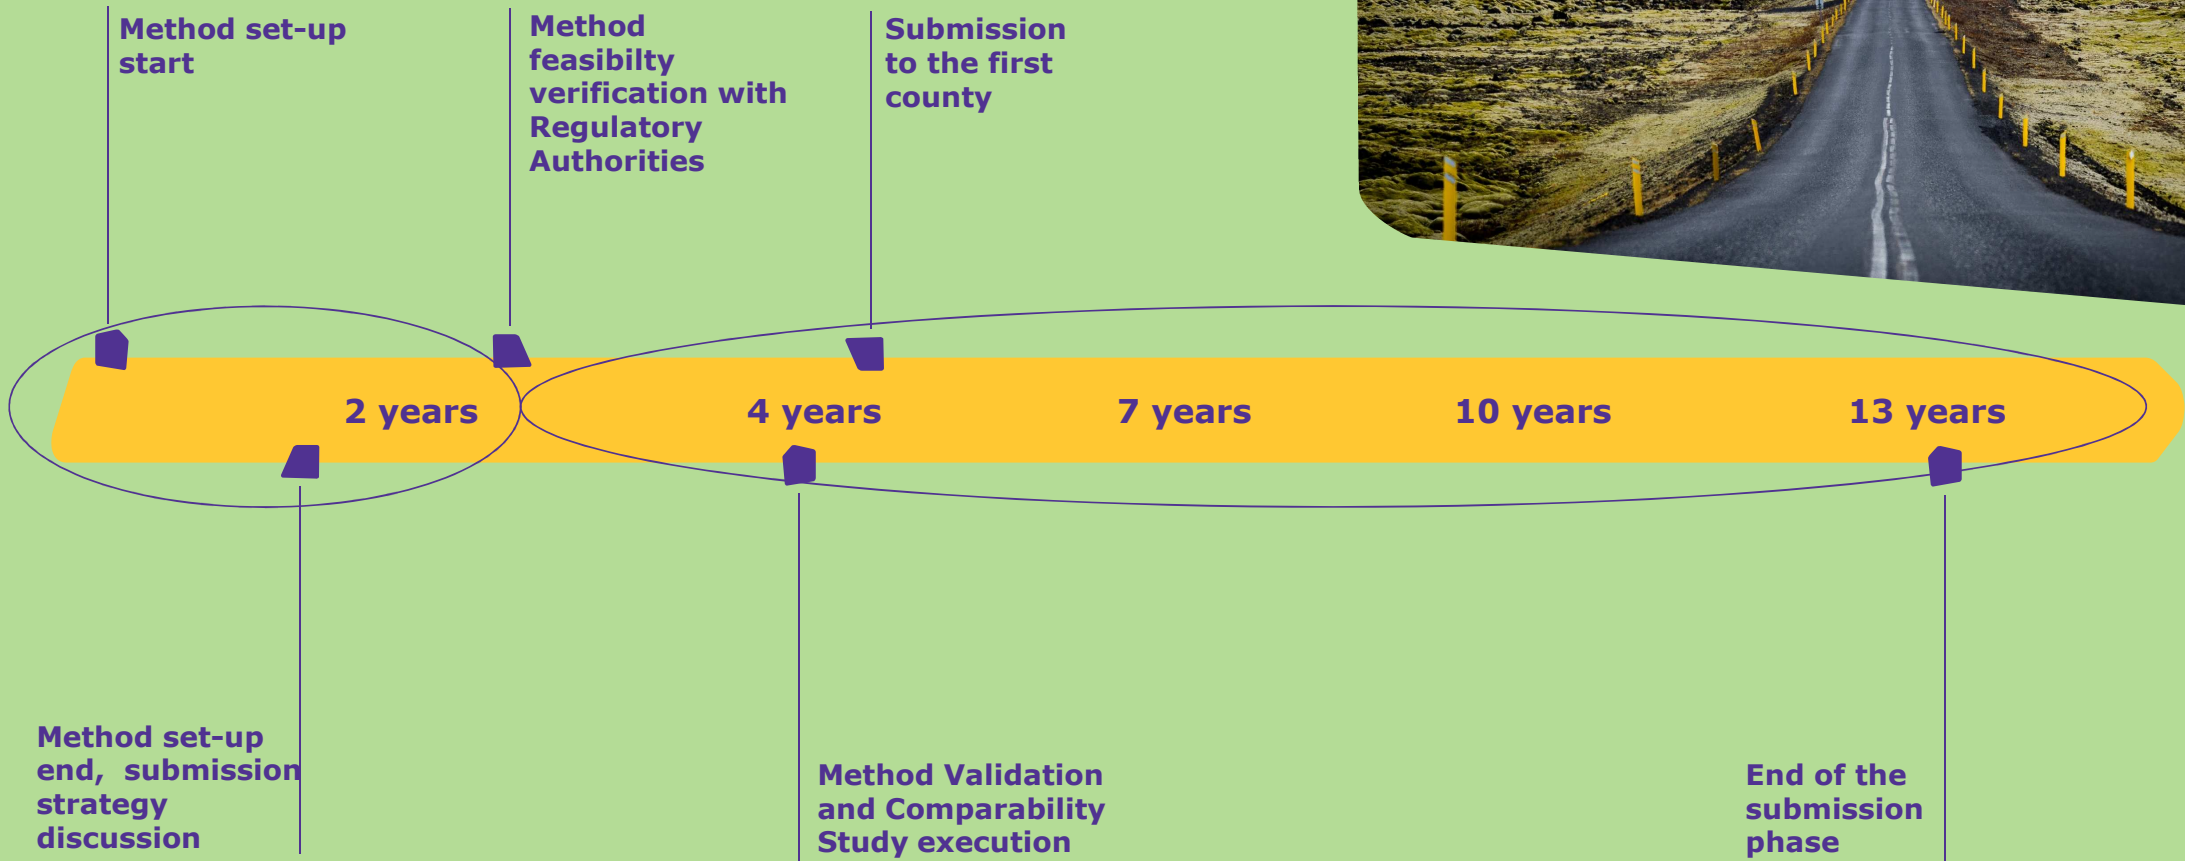 Method set-up
start
Method
feasibilty
verification with
Regulatory
Authorities
Submission
to the first
county
2 years
4 years
7 years
10 years
13 years
Method set-up
end,  submission
strategy
discussion
Method Validation
and Comparability
Study execution
End of the
submission
phase